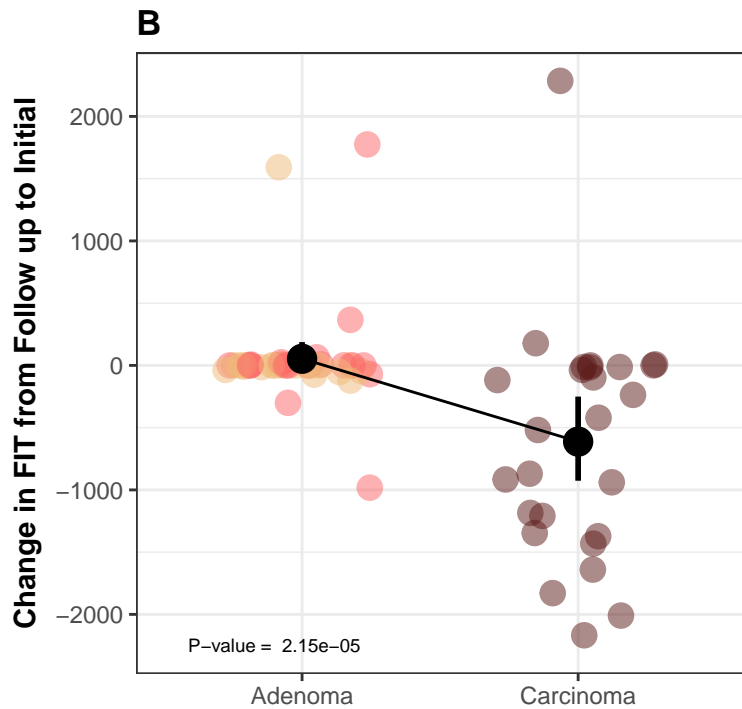 B
Change in FIT from Follow up to Initial
2000
1000
0
−1000
−2000
P−value = 2.15e−05
Adenoma
Carcinoma